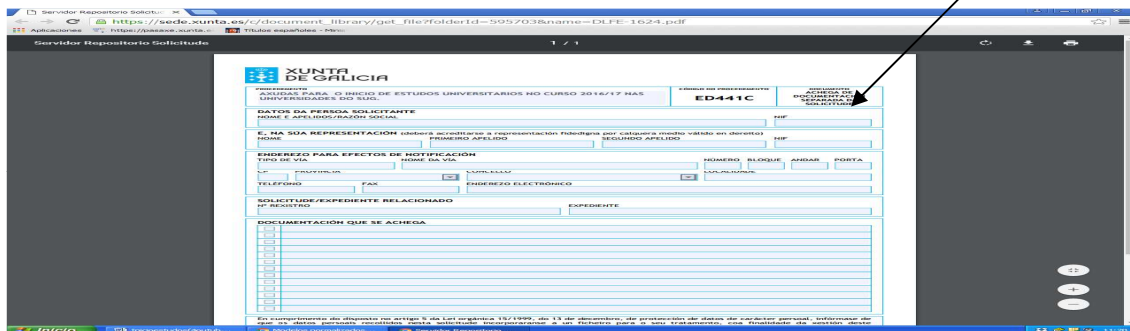 Servidor Repositorio Solicitu
https://sede.xunta.es/c/document_library/get_file?folderId=595703&name=DLFE-1624.pdf
Aplicaciones https://pasaxe.xunta.e Títulos españoles - Mini
Servidor Repositorio Solicitude 1 / 1
XUNTA
DE GALICIA
PROCEDEMENTO
AXUDAS PARA O INICIO DE ESTUDOS UNIVERSITARIOS NO CURSO 2016/17 NAS
UNIVERSIDADES DO SUG.
CÓDIGO DO PROCEDEMENTO
ED441C
DOCUMENTO
ACHEGA DE
DOCUMENTACIÓN
SEPARADA DA
SOLICITUDE
DATOS DA PERSOA SOLICITANTE
NOME E APELIDOS/RAZÓN SOCIAL NIF
E, NA SÚA REPRESENTACIÓN (deberá acreditarse a representación fidedigna por calquera medio válido en dereito)
NOME PRIMEIRO APELIDO SEGUNDO APELIDO NIF
ENDEREZO PARA EFECTOS DE NOTIFICACIÓN
TIPO DE VÍA NOME DA VÍA NÚMERO BLOQUE ANDAR PORTA
CP PROVINCIA CONCELLO LOCALIDADE
TELÉFONO FAX ENDEREZO ELECTRÓNICO
SOLICITUDE/EXPEDIENTE RELACIONADO
Nº REXISTRO EXPEDIENTE
DOCUMENTACIÓN QUE SE ACHEGA
En cumprimento do disposto no artigo 5 da Lei orgánica 15/1999, do 13 de decembro, de protección de datos de carácter persoal, infórmase de
que os datos persoais recollidos nesta solicitude incorporaranse a un ficheiro para o seu tratamento, coa finalidade da xestión deste
Inicio Modelos normalizados Servidor Repositorio